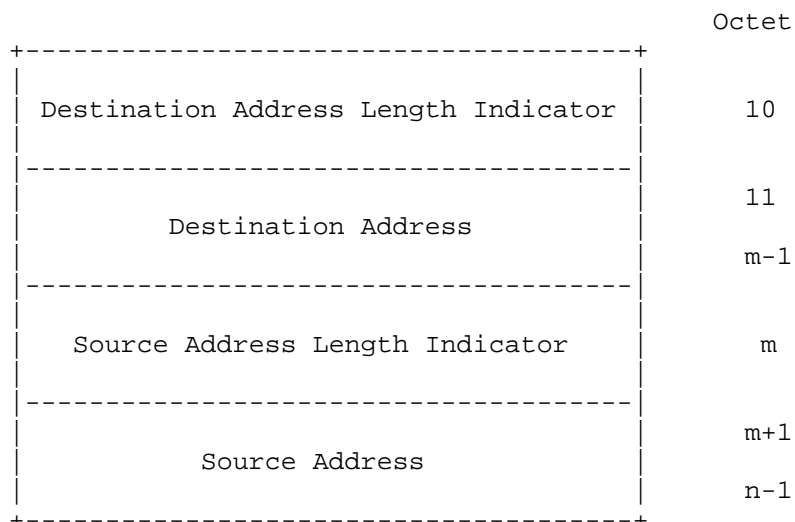 Octet
Destination Address Length Indicator 10
11
Destination Address
m-1
Source Address Length Indicator m
m+1
Source Address
n-1